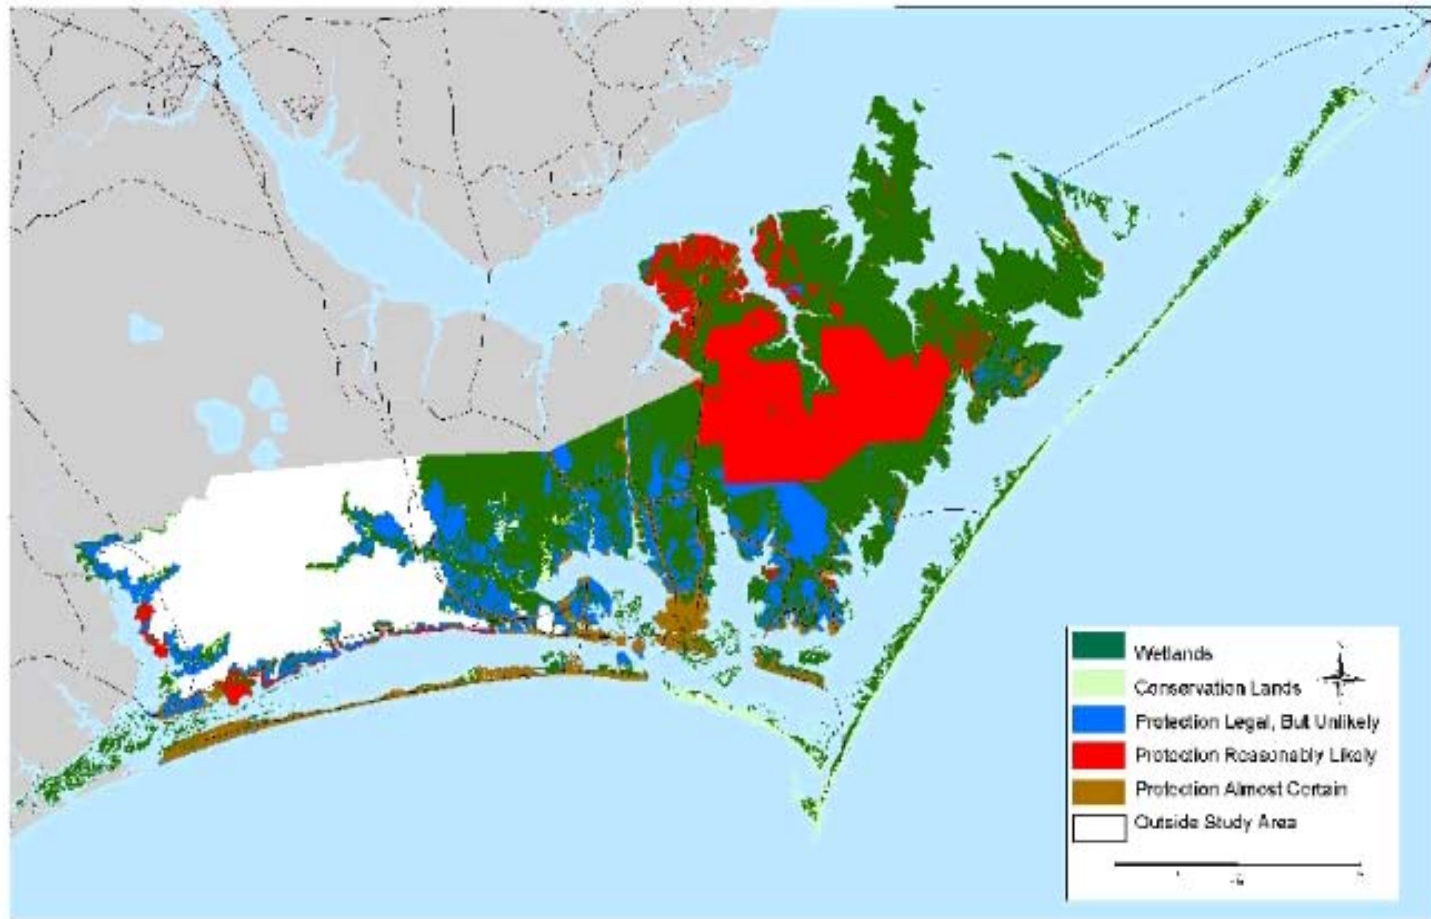 Wetlands
Conservation Lands
Protection Legal, But Unlikely
Protection Reasonably Likely
Protection Almost Certain
Outside Study Area